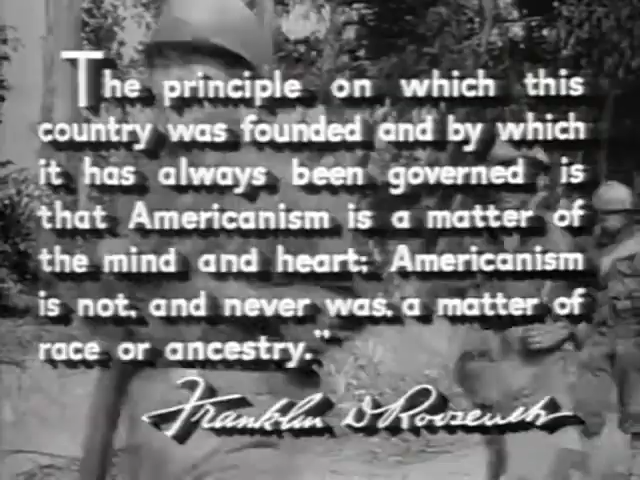 The principle on which this
country was founded and by which
it has always been governed is
that Americanism is a matter of
the mind and heart; Americanism
is not, and never was, a matter of
race or ancestry."
Franklin D Roosevelt